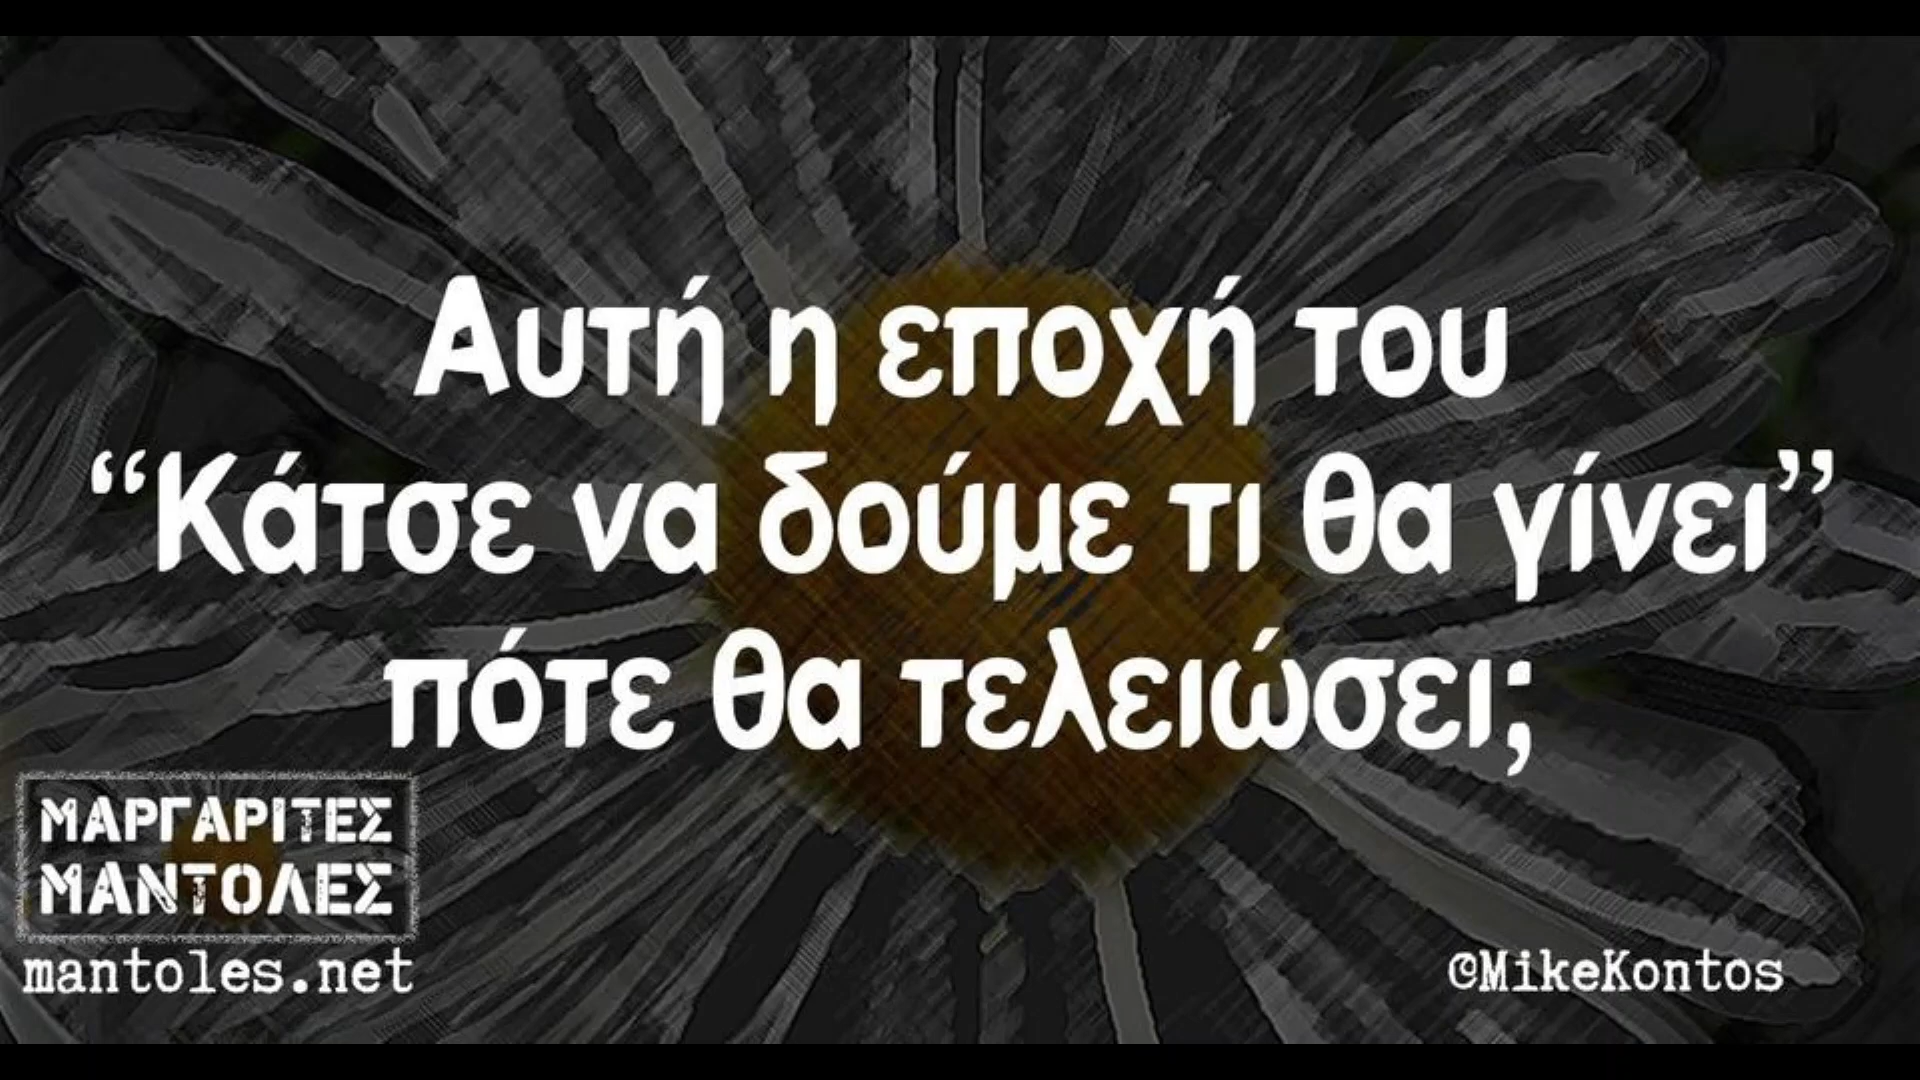 Αυτή η εποχή του
“Κάτσε να δούμε τι θα γίνει”
πότε θα τελειώσει;
ΜΑΡΓΑΡΙΤΕΣ
ΜΑΝΤΟΛΕΣ
mantoles.net
©MikeKontos